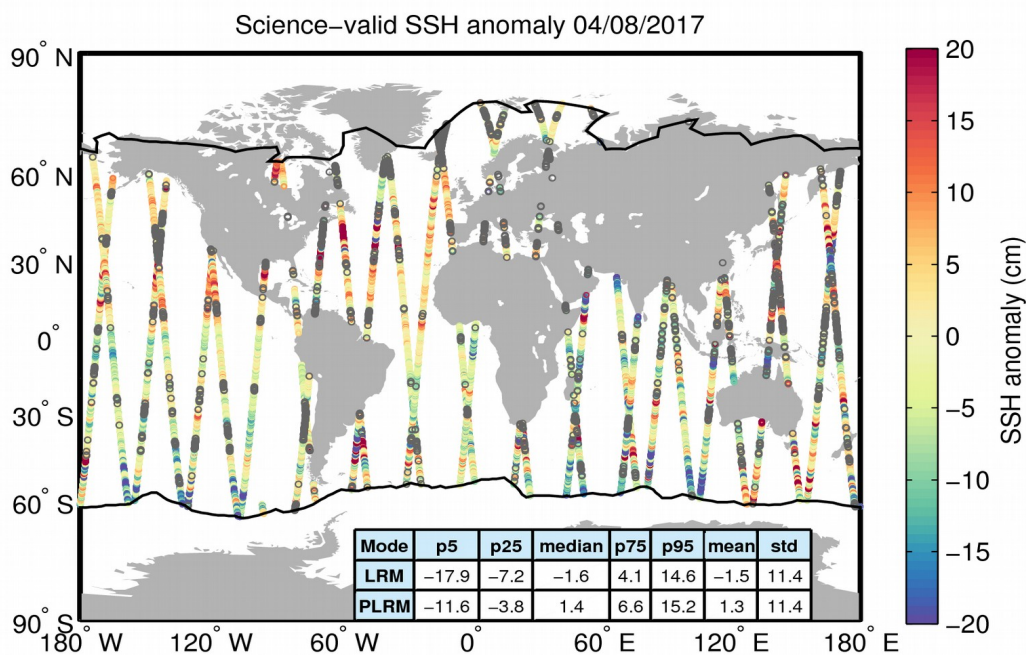 Science−valid SSH anomaly 04/08/2017
90° N
60° N
30° N
0°
30° S
60° S
90° S
180° W
120° W
60° W
0°
60° E
120° E
180° E
Mode p5 p25 median p75 p95 mean std
LRM −17.9 −7.2 −1.6 4.1 14.6 −1.5 11.4
PLRM −11.6 −3.8 1.4 6.6 15.2 1.3 11.4
20
15
10
5
0
−5
−10
−15
−20
SSH anomaly (cm)